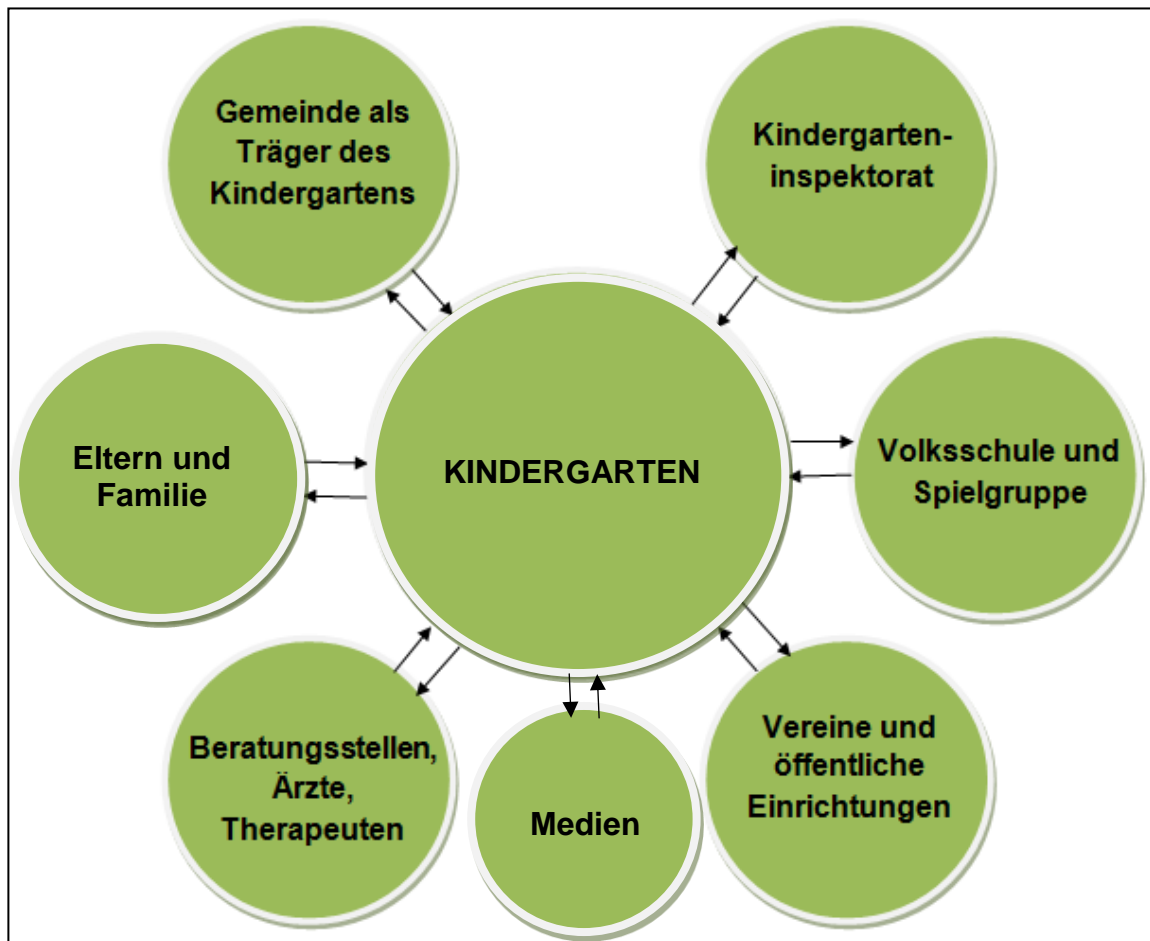 Gemeinde als
Träger des
Kindergartens
Kindergarten-
inspektorat
Eltern und
Familie
KINDERGARTEN
Volksschule und
Spielgruppe
Beratungsstellen,
Ärzte,
Therapeuten
Medien
Vereine und
öffentliche
Einrichtungen